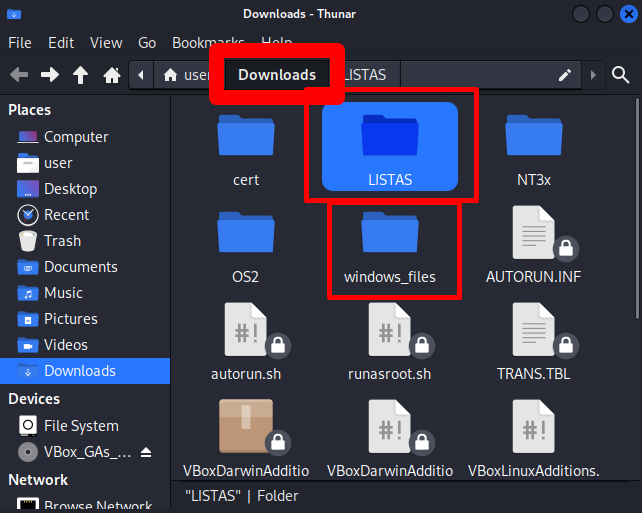 Downloads - Thunar
File Edit View Go Bookmarks Help
user Downloads LISTAS
Places
Computer
user
Desktop
Recent
Trash
Documents
Music
Pictures
Videos
Downloads
Devices
File System
VBox_GAs_...
Network
Browse Network
cert LISTAS NT3x
OS2 windows_files AUTORUN.INF
autorun.sh runasroot.sh TRANS.TBL
VBoxDarwinAdditio VBoxDarwinAdditio VBoxLinuxAdditions.
"LISTAS" | Folder